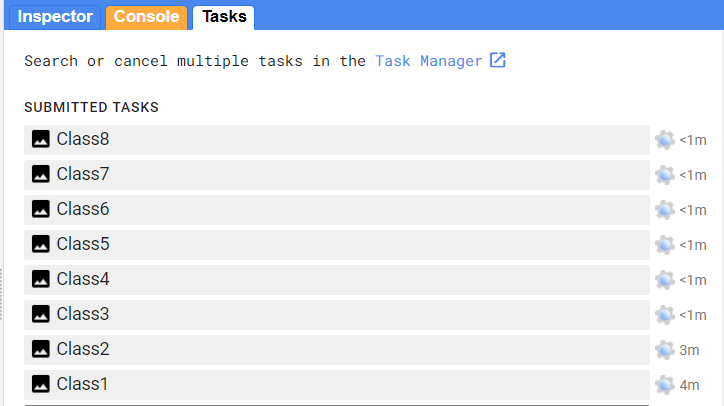 Inspector Console Tasks
Search or cancel multiple tasks in the Task Manager
SUBMITTED TASKS
Class8 <1m
Class7 <1m
Class6 <1m
Class5 <1m
Class4 <1m
Class3 <1m
Class2 3m
Class1 4m